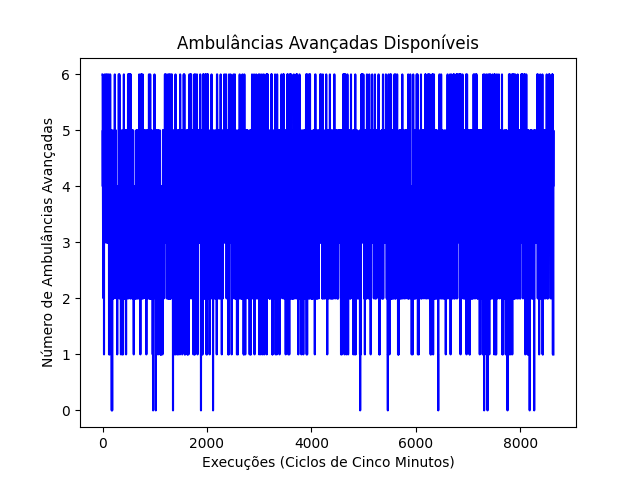 Ambulâncias Avançadas Disponíveis
Número de Ambulâncias Avançadas
6
5
4
3
2
1
0
0 2000 4000 6000 8000
Execuções (Ciclos de Cinco Minutos)